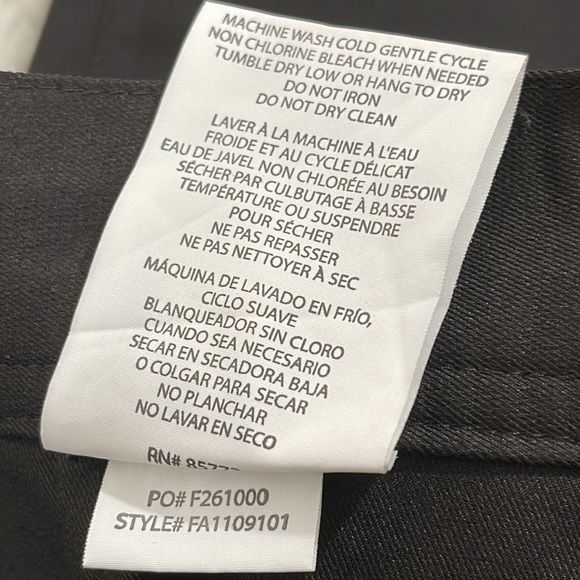 MACHINE WASH COLD GENTLE CYCLE
NON CHLORINE BLEACH WHEN NEEDED
TUMBLE DRY LOW OR HANG TO DRY
DO NOT IRON
DO NOT DRY CLEAN
LAVER À LA MACHINE À L'EAU
FROIDE ET AU CYCLE DÉLICAT
EAU DE JAVEL NON CHLORÉE AU BESOIN
SÉCHER PAR CULBUTAGE À BASSE
TEMPÉRATURE OU SUSPENDRE
POUR SÉCHER
NE PAS REPASSER
NE PAS NETTOYER À SEC
MÁQUINA DE LAVADO EN FRÍO,
CICLO SUAVE
BLANQUEADOR SIN CLORO
CUANDO SEA NECESARIO
SECAR EN SECADORA BAJA
O COLGAR PARA SECAR
NO PLANCHAR
NO LAVAR EN SECO
RN#
PO# F261000
STYLE# FA1109101